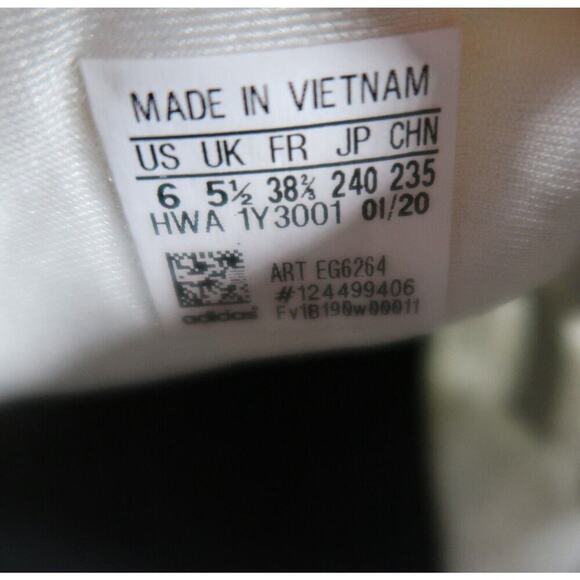 MADE IN VIETNAM
US UK FR JP CHN
6 5½ 38⅔ 240 235
HWA 1Y3001 01/20
ART EG6264
#124499406
adidas Fv1B190w00011